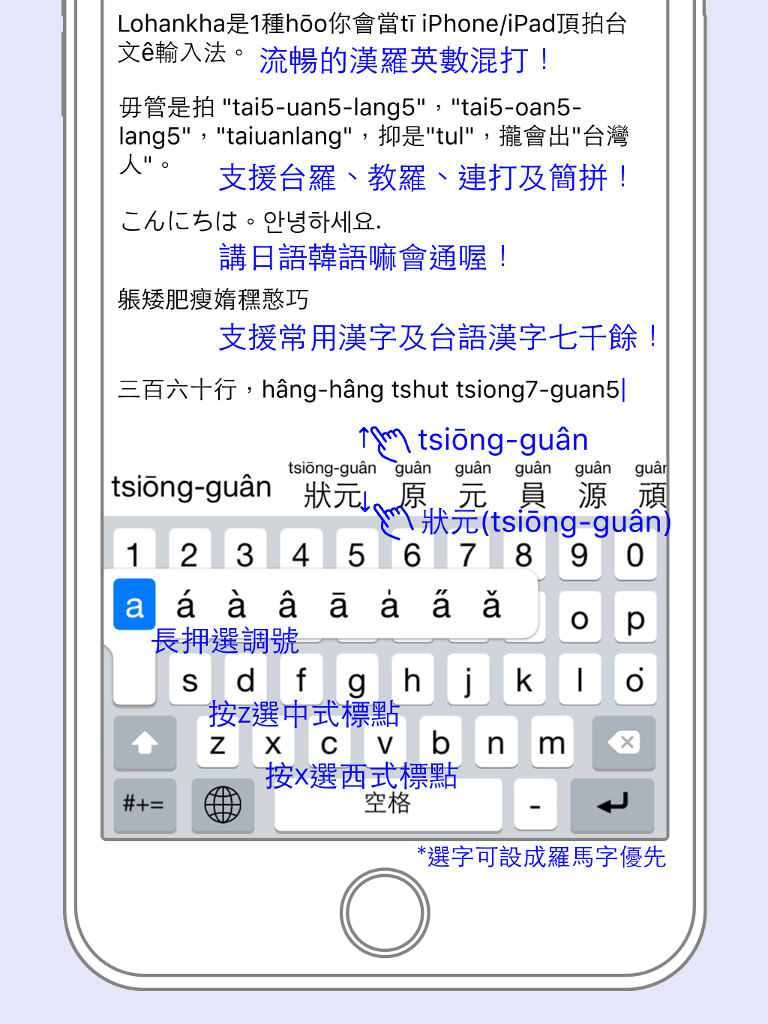 Lohankha是1種hōo你會當tī iPhone/iPad頂拍台
文ê輸入法。
流暢的漢羅英數混打！
毋管是拍 "tai5-uan5-lang5"，"tai5-oan5-
lang5"，"taiuanlang"，抑是"tul"，攏會出"台灣
人"。
支援台羅、教羅、連打及簡拼！
こんにちは。안녕하세요.
講日語韓語嘛會通喔！
躼矮肥瘦媠䆀憨巧
支援常用漢字及台語漢字七千餘！
三百六十行，hâng-hâng tshut tsiong7-guan5
↑ tsiōng-guân
tsiōng-guân guân guân guân guân guân
tsiōng-guân 狀元 原 元 員 源 頑
↓ 狀元(tsiōng-guân)
1 2 3 4 5 6 7 8 9 0
a á à â ā a̍ a̋ ǎ o p
長押選調號
s d f g h j k l o͘
按z選中式標點
z x c v b n m
按x選西式標點
#+= 空格 -
*選字可設成羅馬字優先